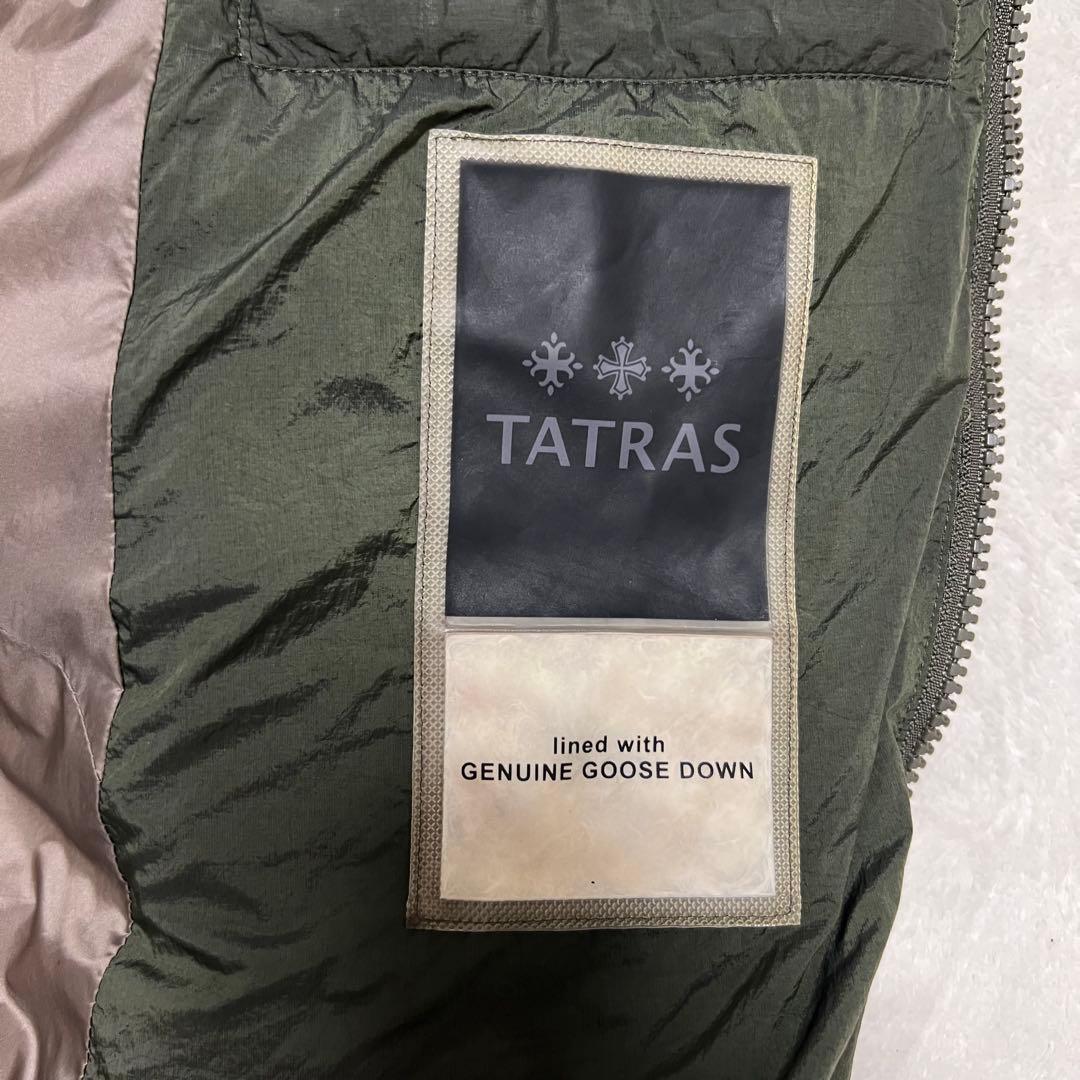 TATRAS
lined with
GENUINE GOOSE DOWN